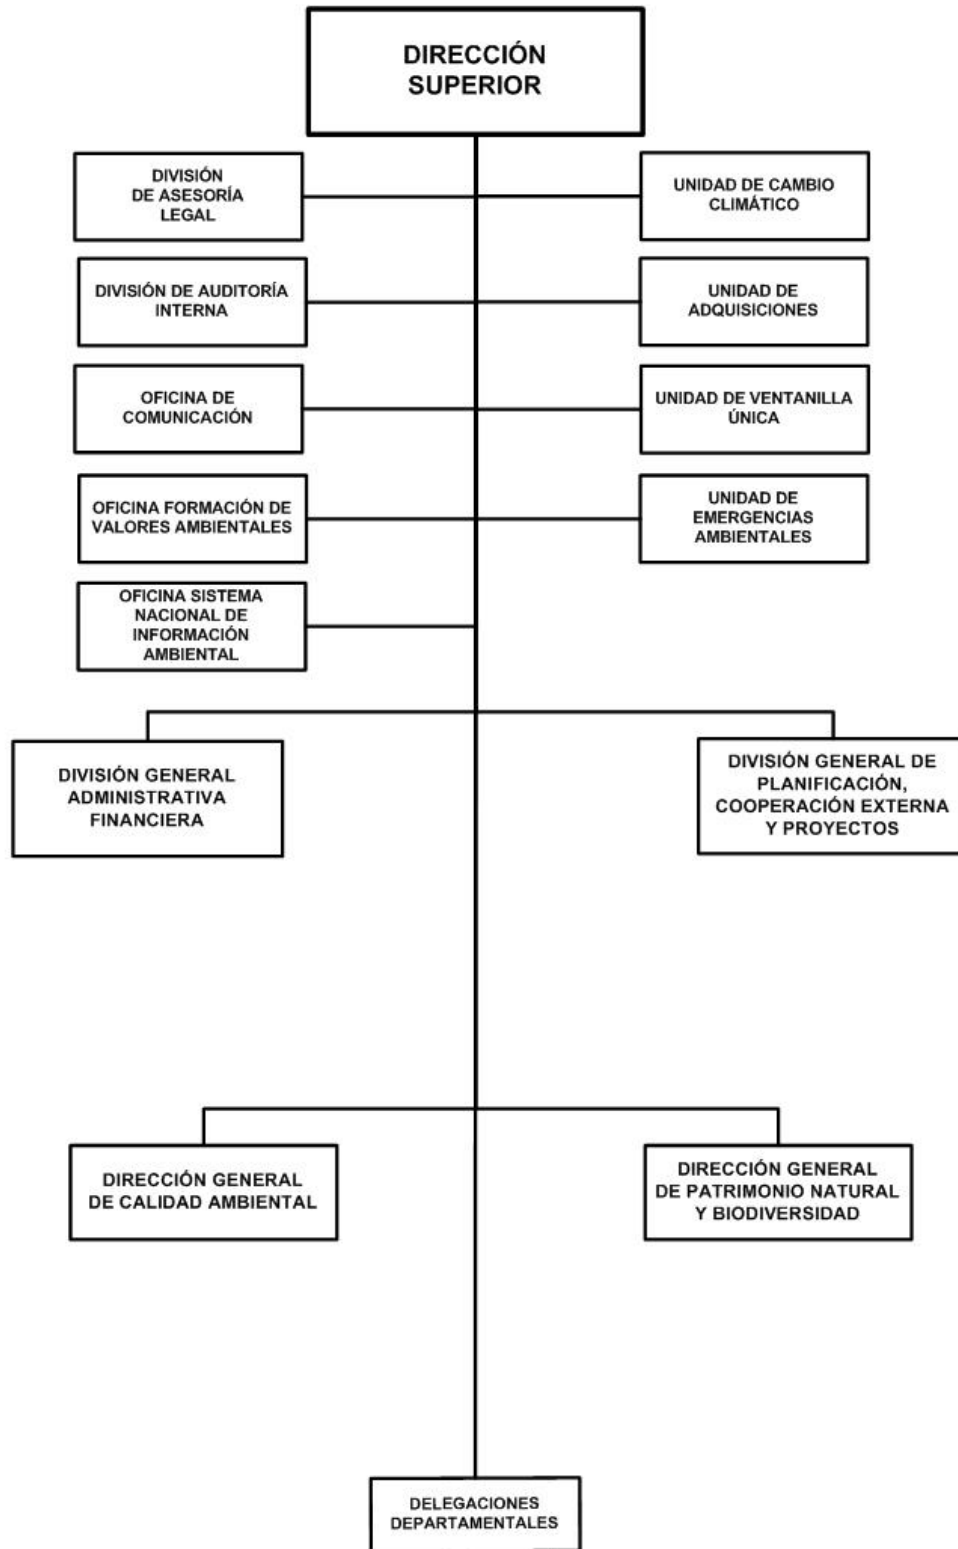 DIRECCIÓN
SUPERIOR
DIVISIÓN
DE ASESORÍA
LEGAL
UNIDAD DE CAMBIO
CLIMÁTICO
DIVISIÓN DE AUDITORÍA
INTERNA
UNIDAD DE
ADQUISICIONES
OFICINA DE
COMUNICACIÓN
UNIDAD DE VENTANILLA
ÚNICA
OFICINA FORMACIÓN DE
VALORES AMBIENTALES
UNIDAD DE
EMERGENCIAS
AMBIENTALES
OFICINA SISTEMA
NACIONAL DE
INFORMACIÓN
AMBIENTAL
DIVISIÓN GENERAL
ADMINISTRATIVA
FINANCIERA
DIVISIÓN GENERAL DE
PLANIFICACIÓN,
COOPERACIÓN EXTERNA
Y PROYECTOS
DIRECCIÓN GENERAL
DE CALIDAD AMBIENTAL
DIRECCIÓN GENERAL
DE PATRIMONIO NATURAL
Y BIODIVERSIDAD
DELEGACIONES
DEPARTAMENTALES